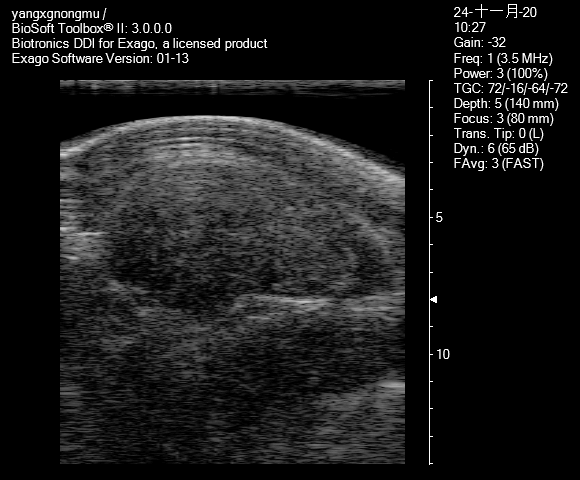 yangxgnongmu /
BioSoft Toolbox® II: 3.0.0.0
Biotronics DDI for Exago, a licensed product
Exago Software Version: 01-13
24-十一月-20
10:27
Gain: -32
Freq: 1 (3.5 MHz)
Power: 3 (100%)
TGC: 72/-16/-64/-72
Depth: 5 (140 mm)
Focus: 3 (80 mm)
Trans. Tip: 0 (L)
Dyn.: 6 (65 dB)
FAvg: 3 (FAST)
5
10